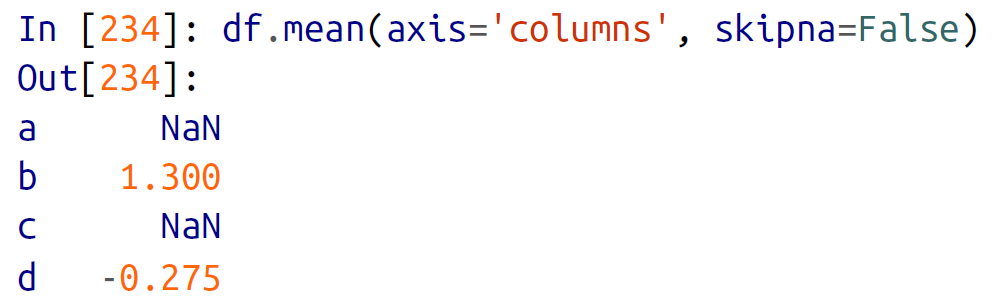 In [234]: df.mean(axis='columns', skipna=False)
Out[234]:
a      NaN
b    1.300
c      NaN
d   -0.275